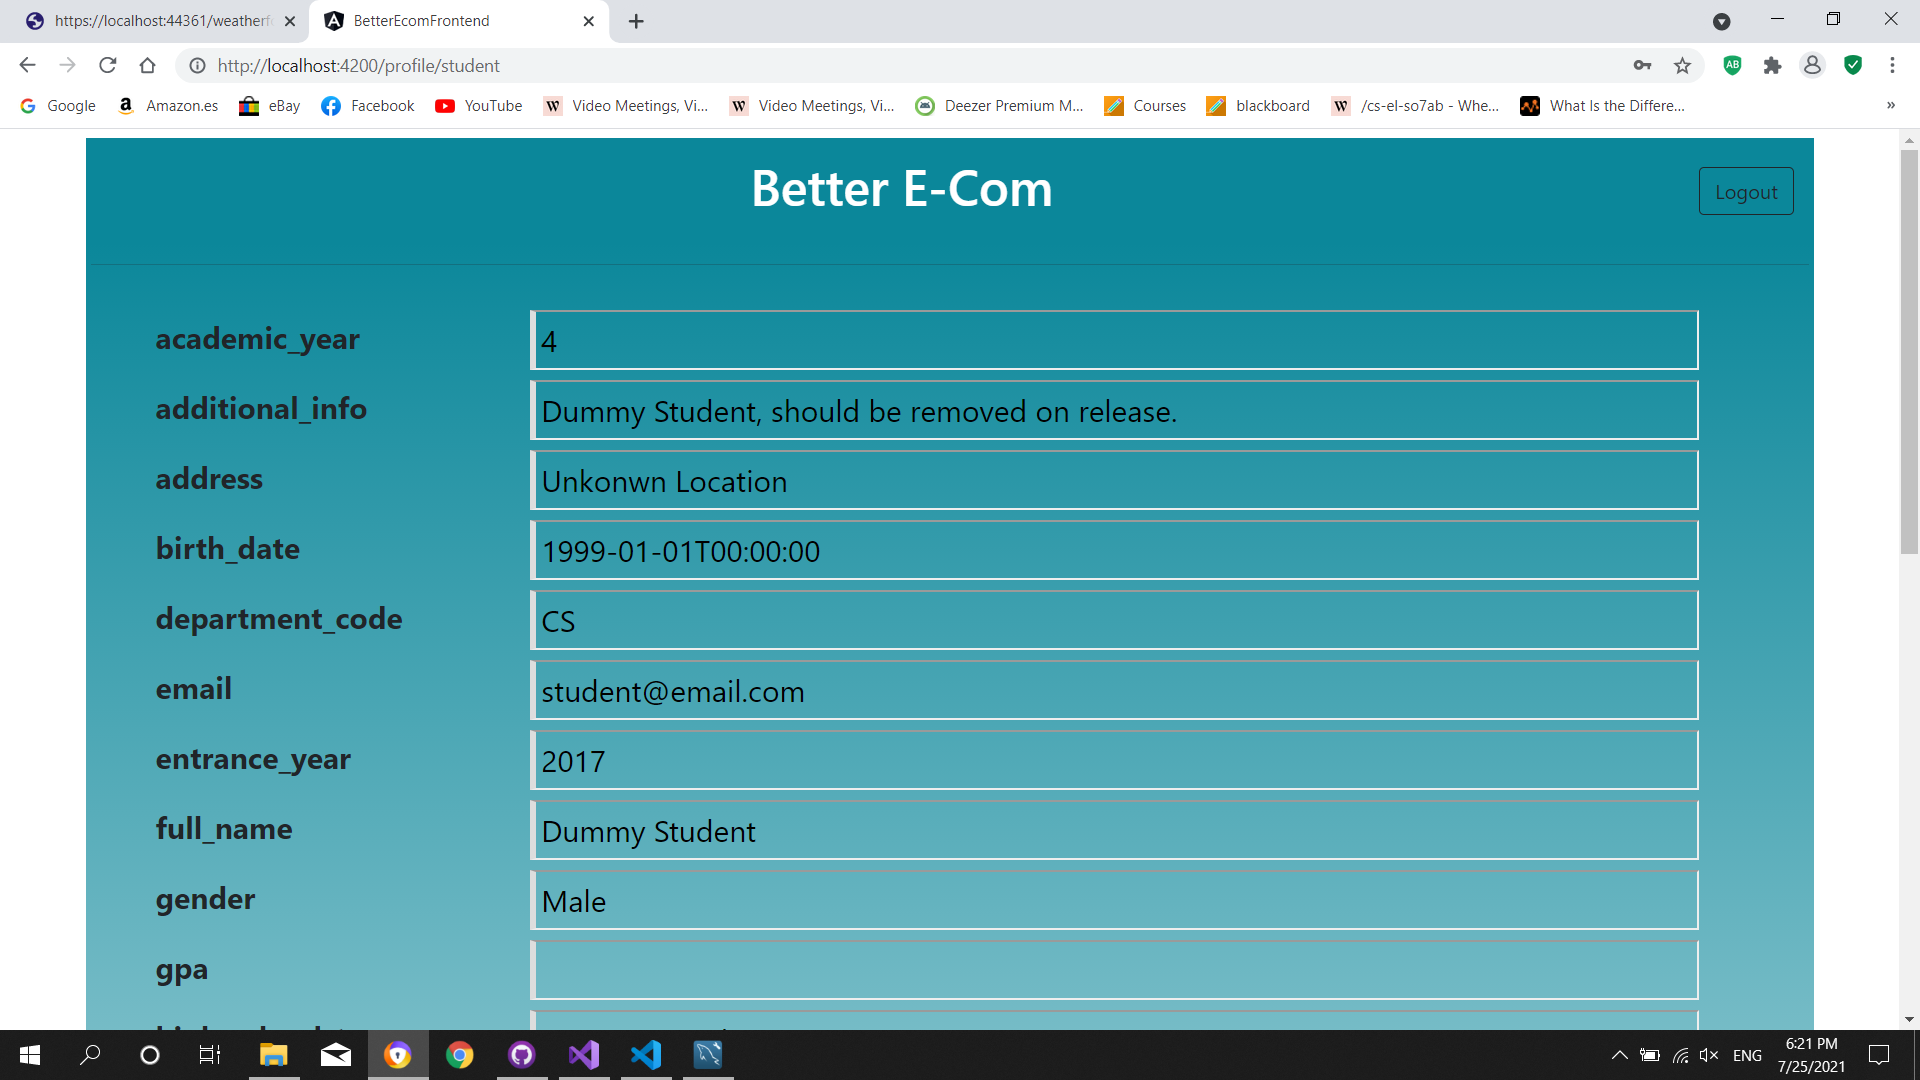 https://localhost:44361/weatherfo
BetterEcomFrontend
http://localhost:4200/profile/student
Google
Amazon.es
eBay
Facebook
YouTube
Video Meetings, Vi...
Video Meetings, Vi...
Deezer Premium M...
Courses
blackboard
/cs-el-so7ab - Whe...
What Is the Differe...
Better E-Com
Logout
academic_year
4
additional_info
Dummy Student, should be removed on release.
address
Unkonwn Location
birth_date
1999-01-01T00:00:00
department_code
CS
email
student@email.com
entrance_year
2017
full_name
Dummy Student
gender
Male
gpa
ENG
6:21 PM
7/25/2021